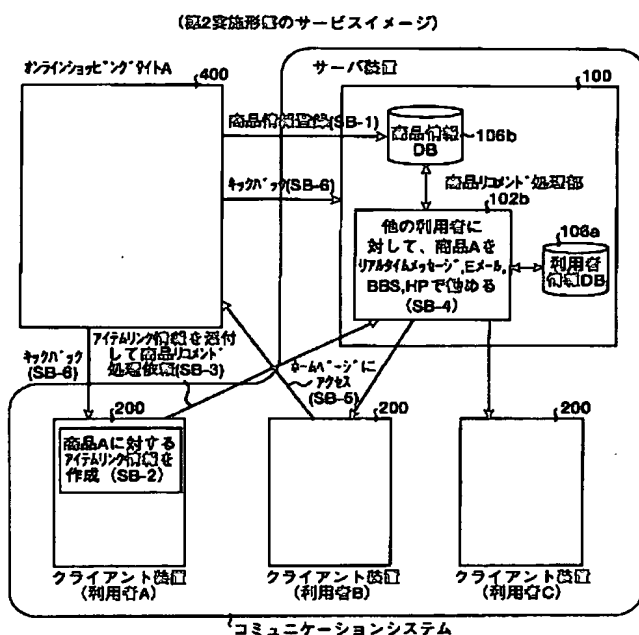 (第2実施形態のサービスイメージ)
オンラインショッピングサイトA
400
サーバ装置
100
商品情報登録(SB-1)
商品情報
DB
106b
キックバック(SB-6)
商品リコメンド処理部
102b
他の利用者に
対して、商品Aを
リアルタイムメッセージ,Eメール,
BBS,HPで勧める
(SB-4)
106a
利用者
情報DB
キックバック
(SB-6)
アイテムリンク情報を添付
して商品リコメンド
処理依頼(SB-3)
ホームページに
アクセス
(SB-5)
200
商品Aに対する
アイテムリンク情報を
作成 (SB-2)
クライアント装置
(利用者A)
200
クライアント装置
(利用者B)
200
クライアント装置
(利用者C)
コミュニケーションシステム